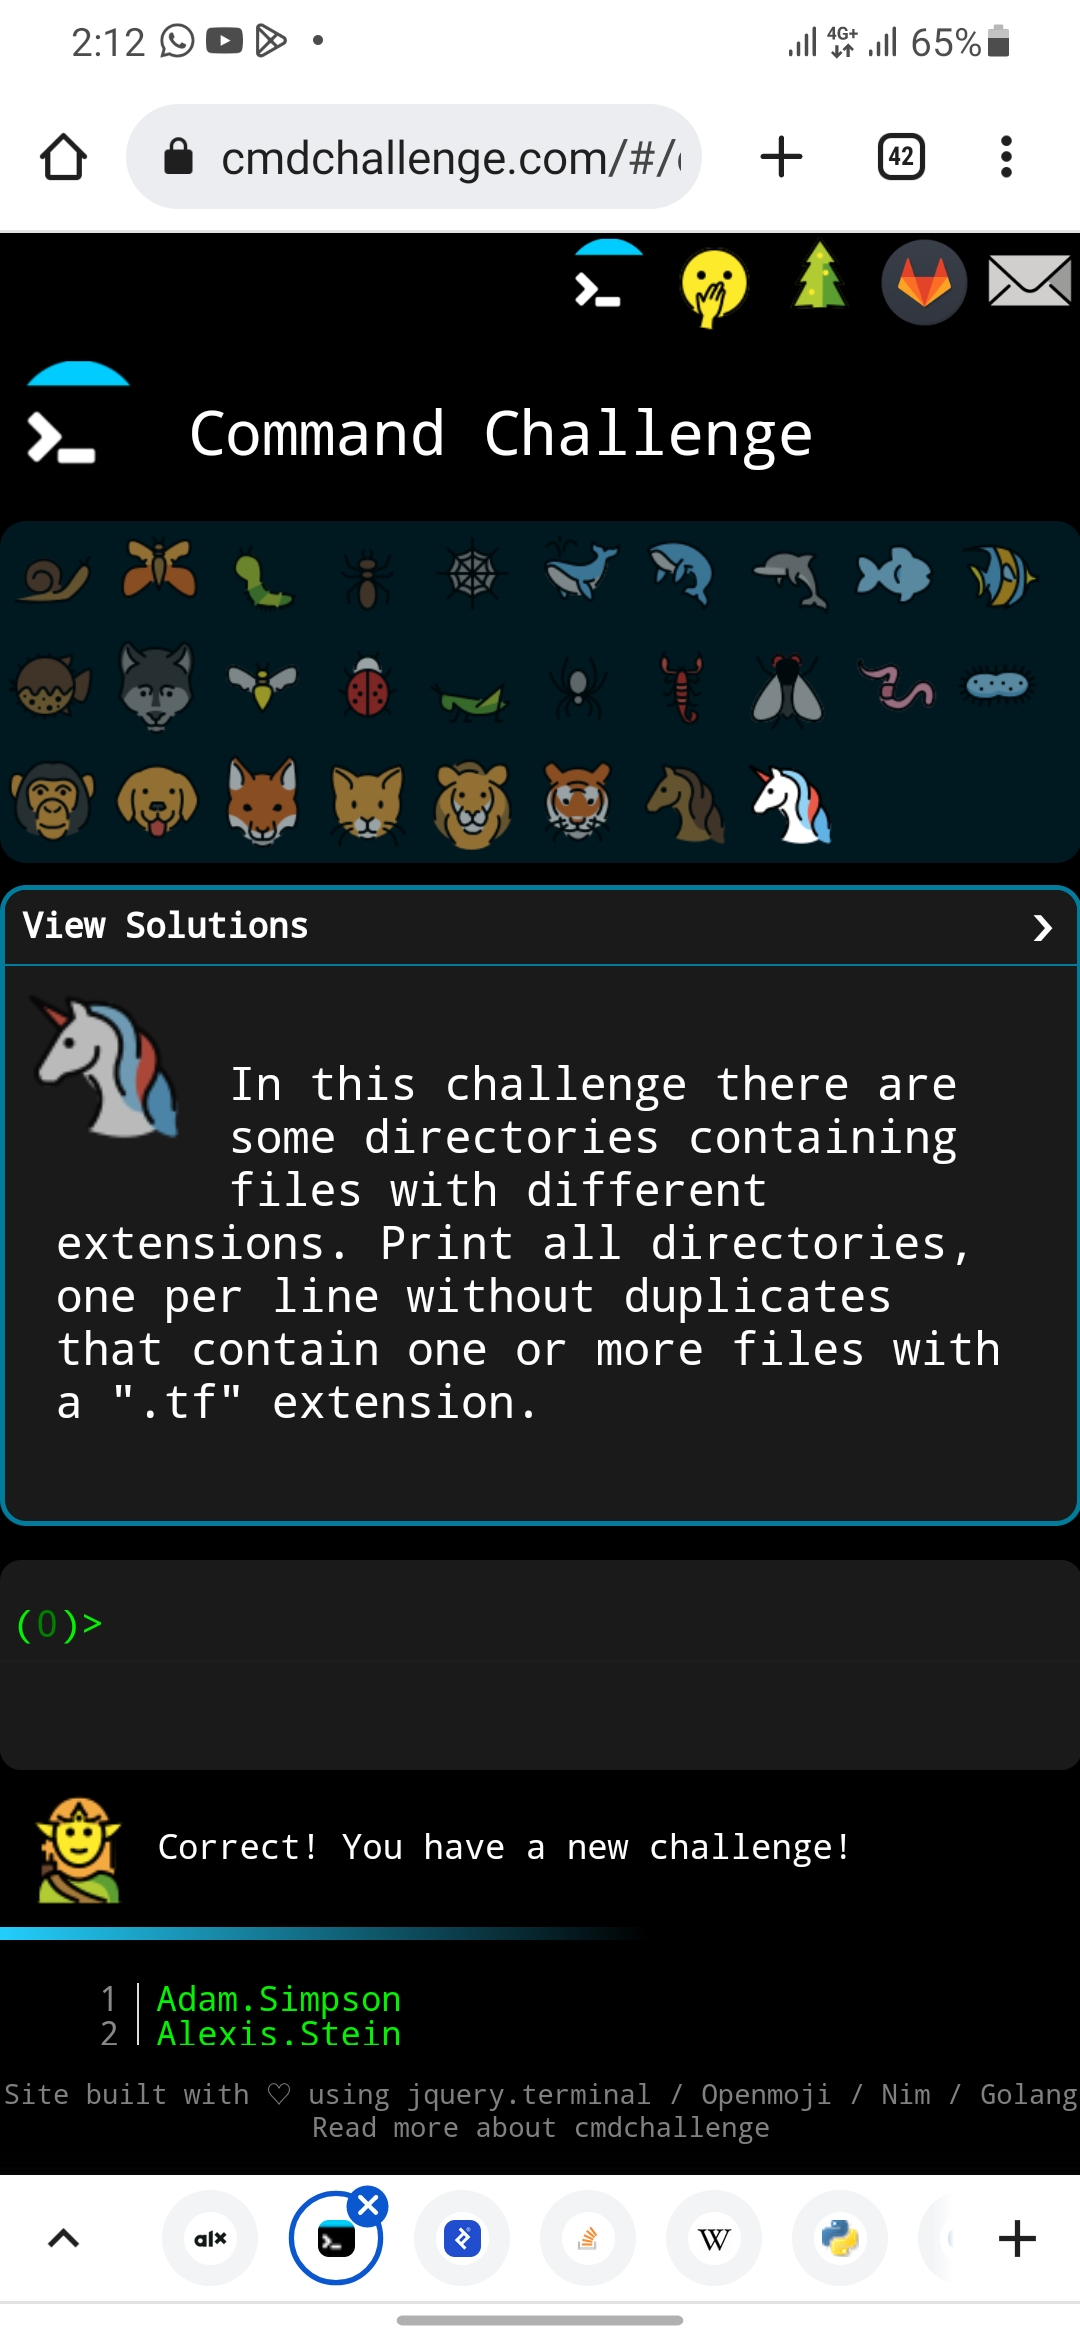 2:12
4G+
65%
cmdchallenge.com/#/
42
Command Challenge
View Solutions
In this challenge there are
some directories containing
files with different
extensions. Print all directories,
one per line without duplicates
that contain one or more files with
a ".tf" extension.
(0)>
Correct! You have a new challenge!
1 Adam.Simpson
2 Alexis.Stein
Site built with ♡ using jquery.terminal / Openmoji / Nim / Golang
Read more about cmdchallenge
alx
W